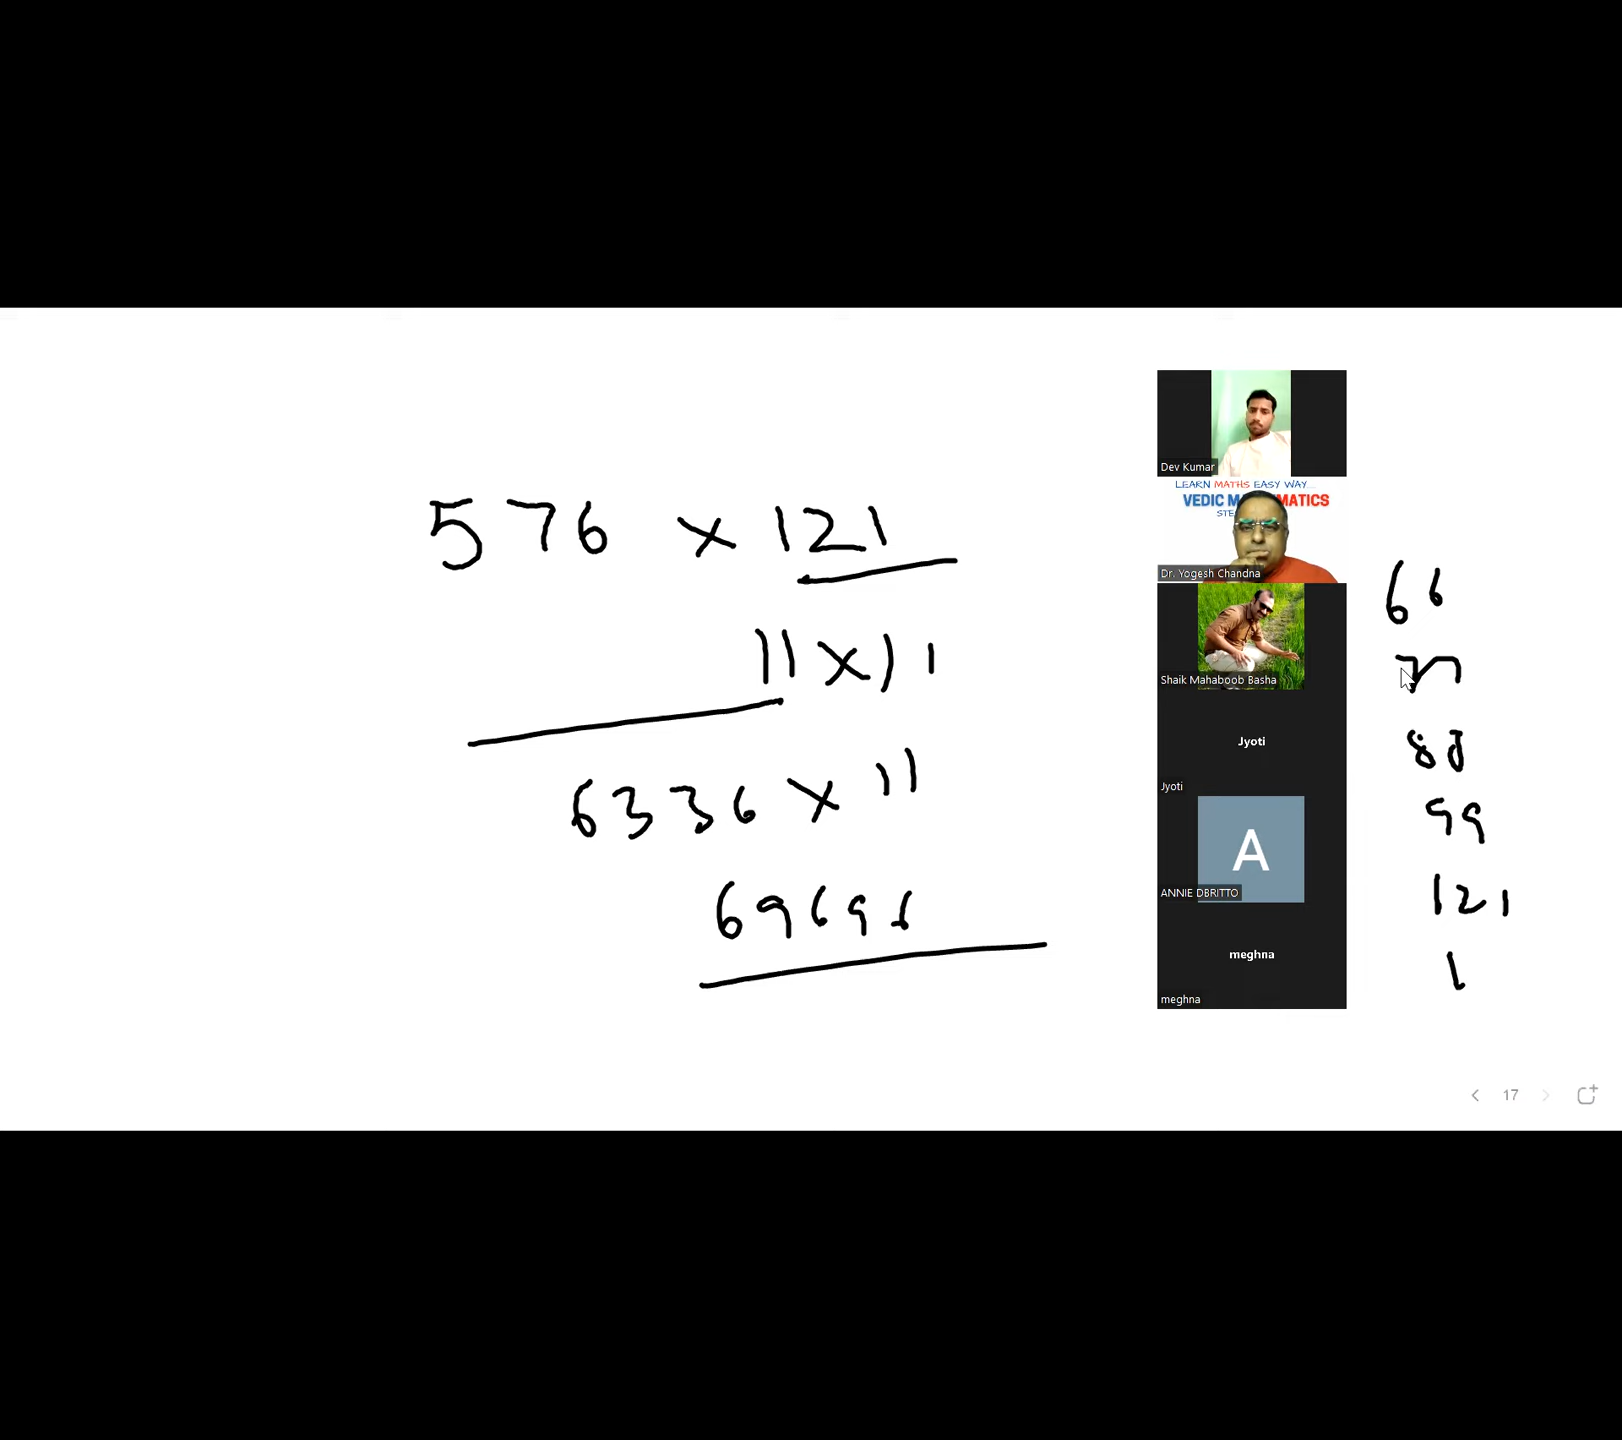 576 × 121
11 × 11
6336 × 11
69696
Dev Kumar
LEARN MATHS EASY WAY...
VEDIC M MATICS
STE
Dr. Yogesh Chandna
Shaik Mahaboob Basha
Jyoti
Jyoti
A
ANNIE DBRITTO
meghna
meghna
66
77
88
99
121
1
17